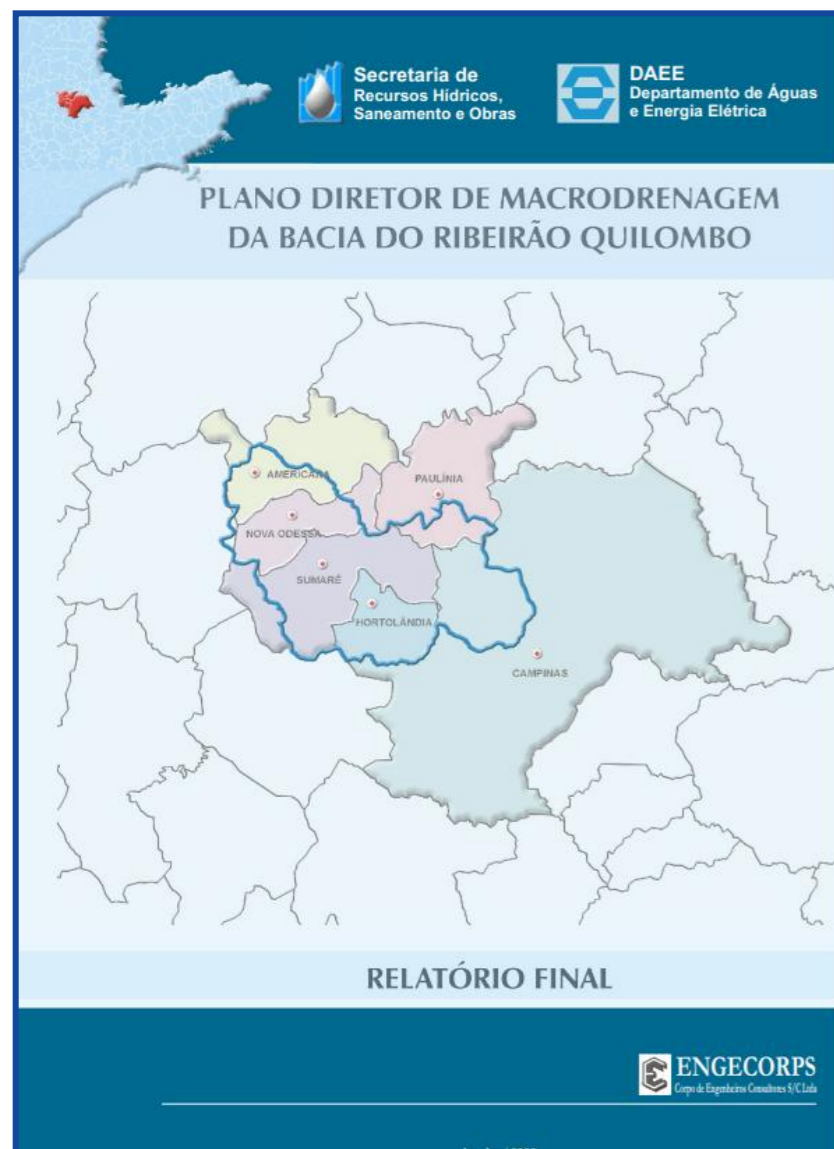 Secretaria de
Recursos Hídricos,
Saneamento e Obras
DAEE
Departamento de Águas
e Energia Elétrica
PLANO DIRETOR DE MACRODRENAGEM
DA BACIA DO RIBEIRÃO QUILOMBO
AMERICANA
PAULÍNIA
NOVA ODESSA
SUMARÉ
HORTOLÂNDIA
CAMPINAS
RELATÓRIO FINAL
ENGECORPS
Corpo de Engenheiros Consultores S/C Ltda